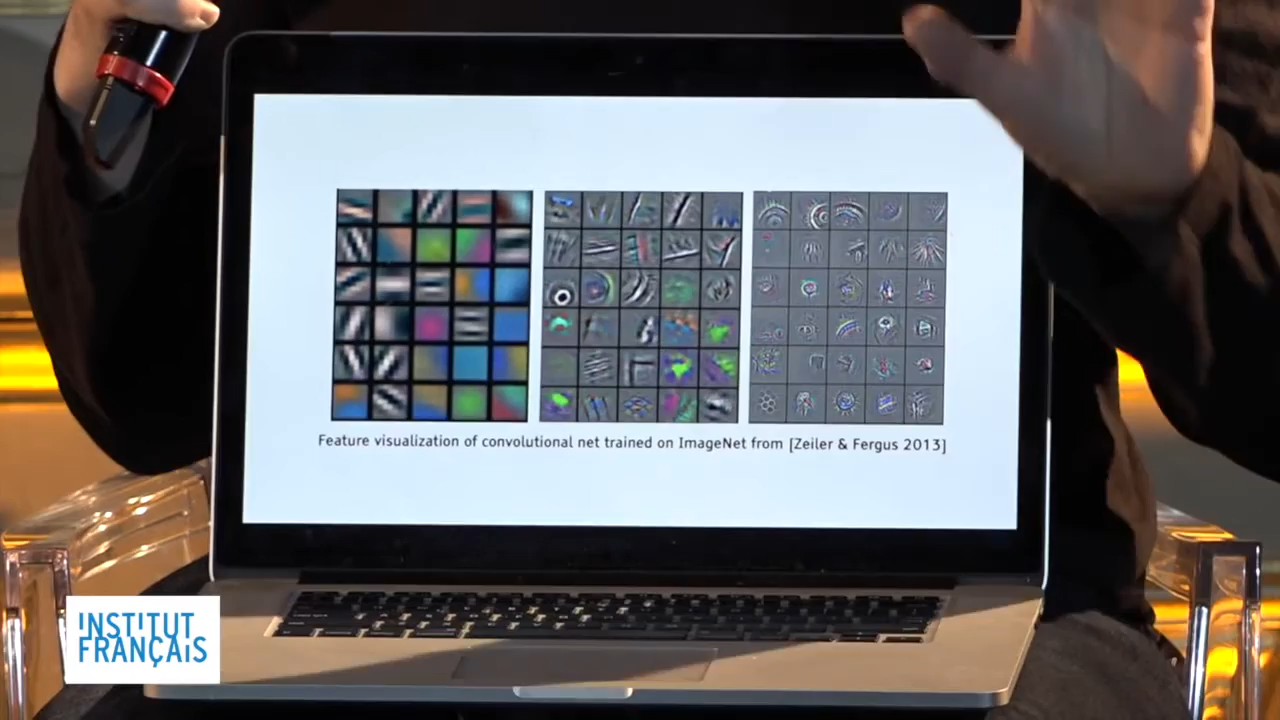 Feature visualization of convolutional net trained on ImageNet from [Zeiler & Fergus 2013]
INSTITUT
FRANÇAIS